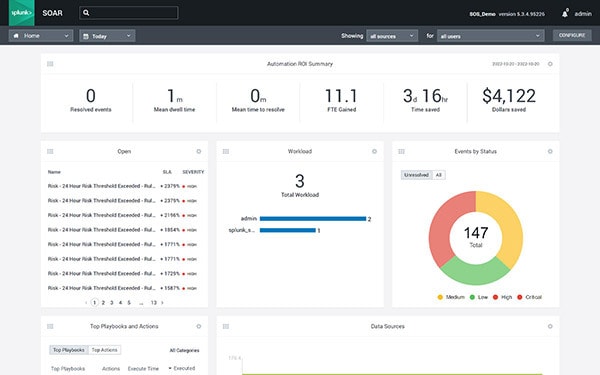 splunk> SOAR SOS_Demo version 5.3.4.95226 admin
Home Today Showing all sources for all users CONFIGURE
Automation ROI Summary
0 1m 0m 11.1 3d 16hr $4,122
Resolved events Mean dwell time Mean time to resolve FTE Gained Time saved Dollars saved
Open
Name SLA SEVERITY
Risk - 24 Hour Risk Threshold Exceeded - Rul... + 2379% HIGH
Risk - 24 Hour Risk Threshold Exceeded - Rul... + 2379% HIGH
Risk - 24 Hour Risk Threshold Exceeded - Rul... + 2196% HIGH
Risk - 24 Hour Risk Threshold Exceeded - Rul... + 1884% HIGH
Risk - 24 Hour Risk Threshold Exceeded - Rul... + 1771% HIGH
Risk - 24 Hour Risk Threshold Exceeded - Rul... + 1771% HIGH
Risk - 24 Hour Risk Threshold Exceeded - Rul... + 1729% HIGH
Risk - 24 Hour Risk Threshold Exceeded - Rul... + 1587% HIGH
‹ 1 2 3 4 5 ... 13 ›
Workload
3
Total Workload
admin 2
splunk_s... 1
Events by Status
Unresolved All
147
Total
Medium Low High Critical
Top Playbooks and Actions
Top Playbooks Top Actions All Categories
Top Playbooks Actions Execute Time Executed
Data Sources